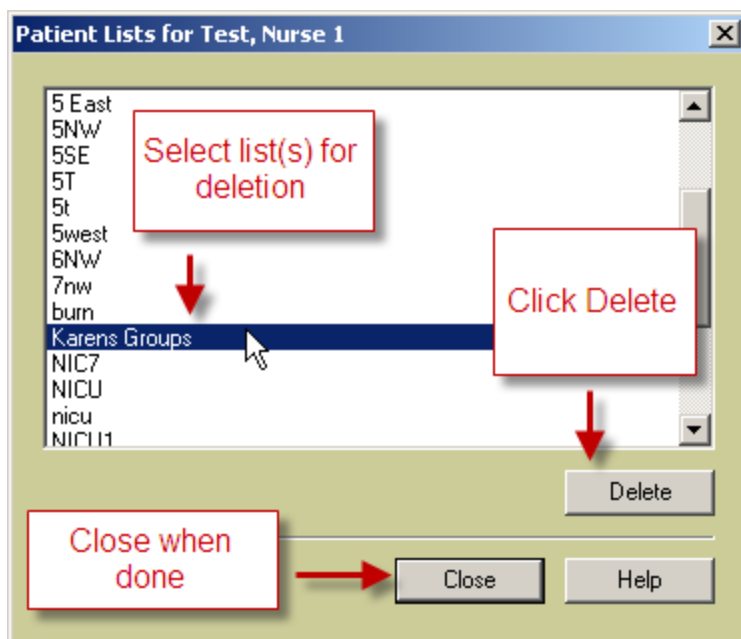 Patient Lists for Test, Nurse 1
5 East
5NW
5SE
5T
5t
5west
6NW
7nw
burn
Karens Groups
NIC7
NICU
nicu
NICU1
Select list(s) for
deletion
Click Delete
Delete
Close when
done
Close
Help